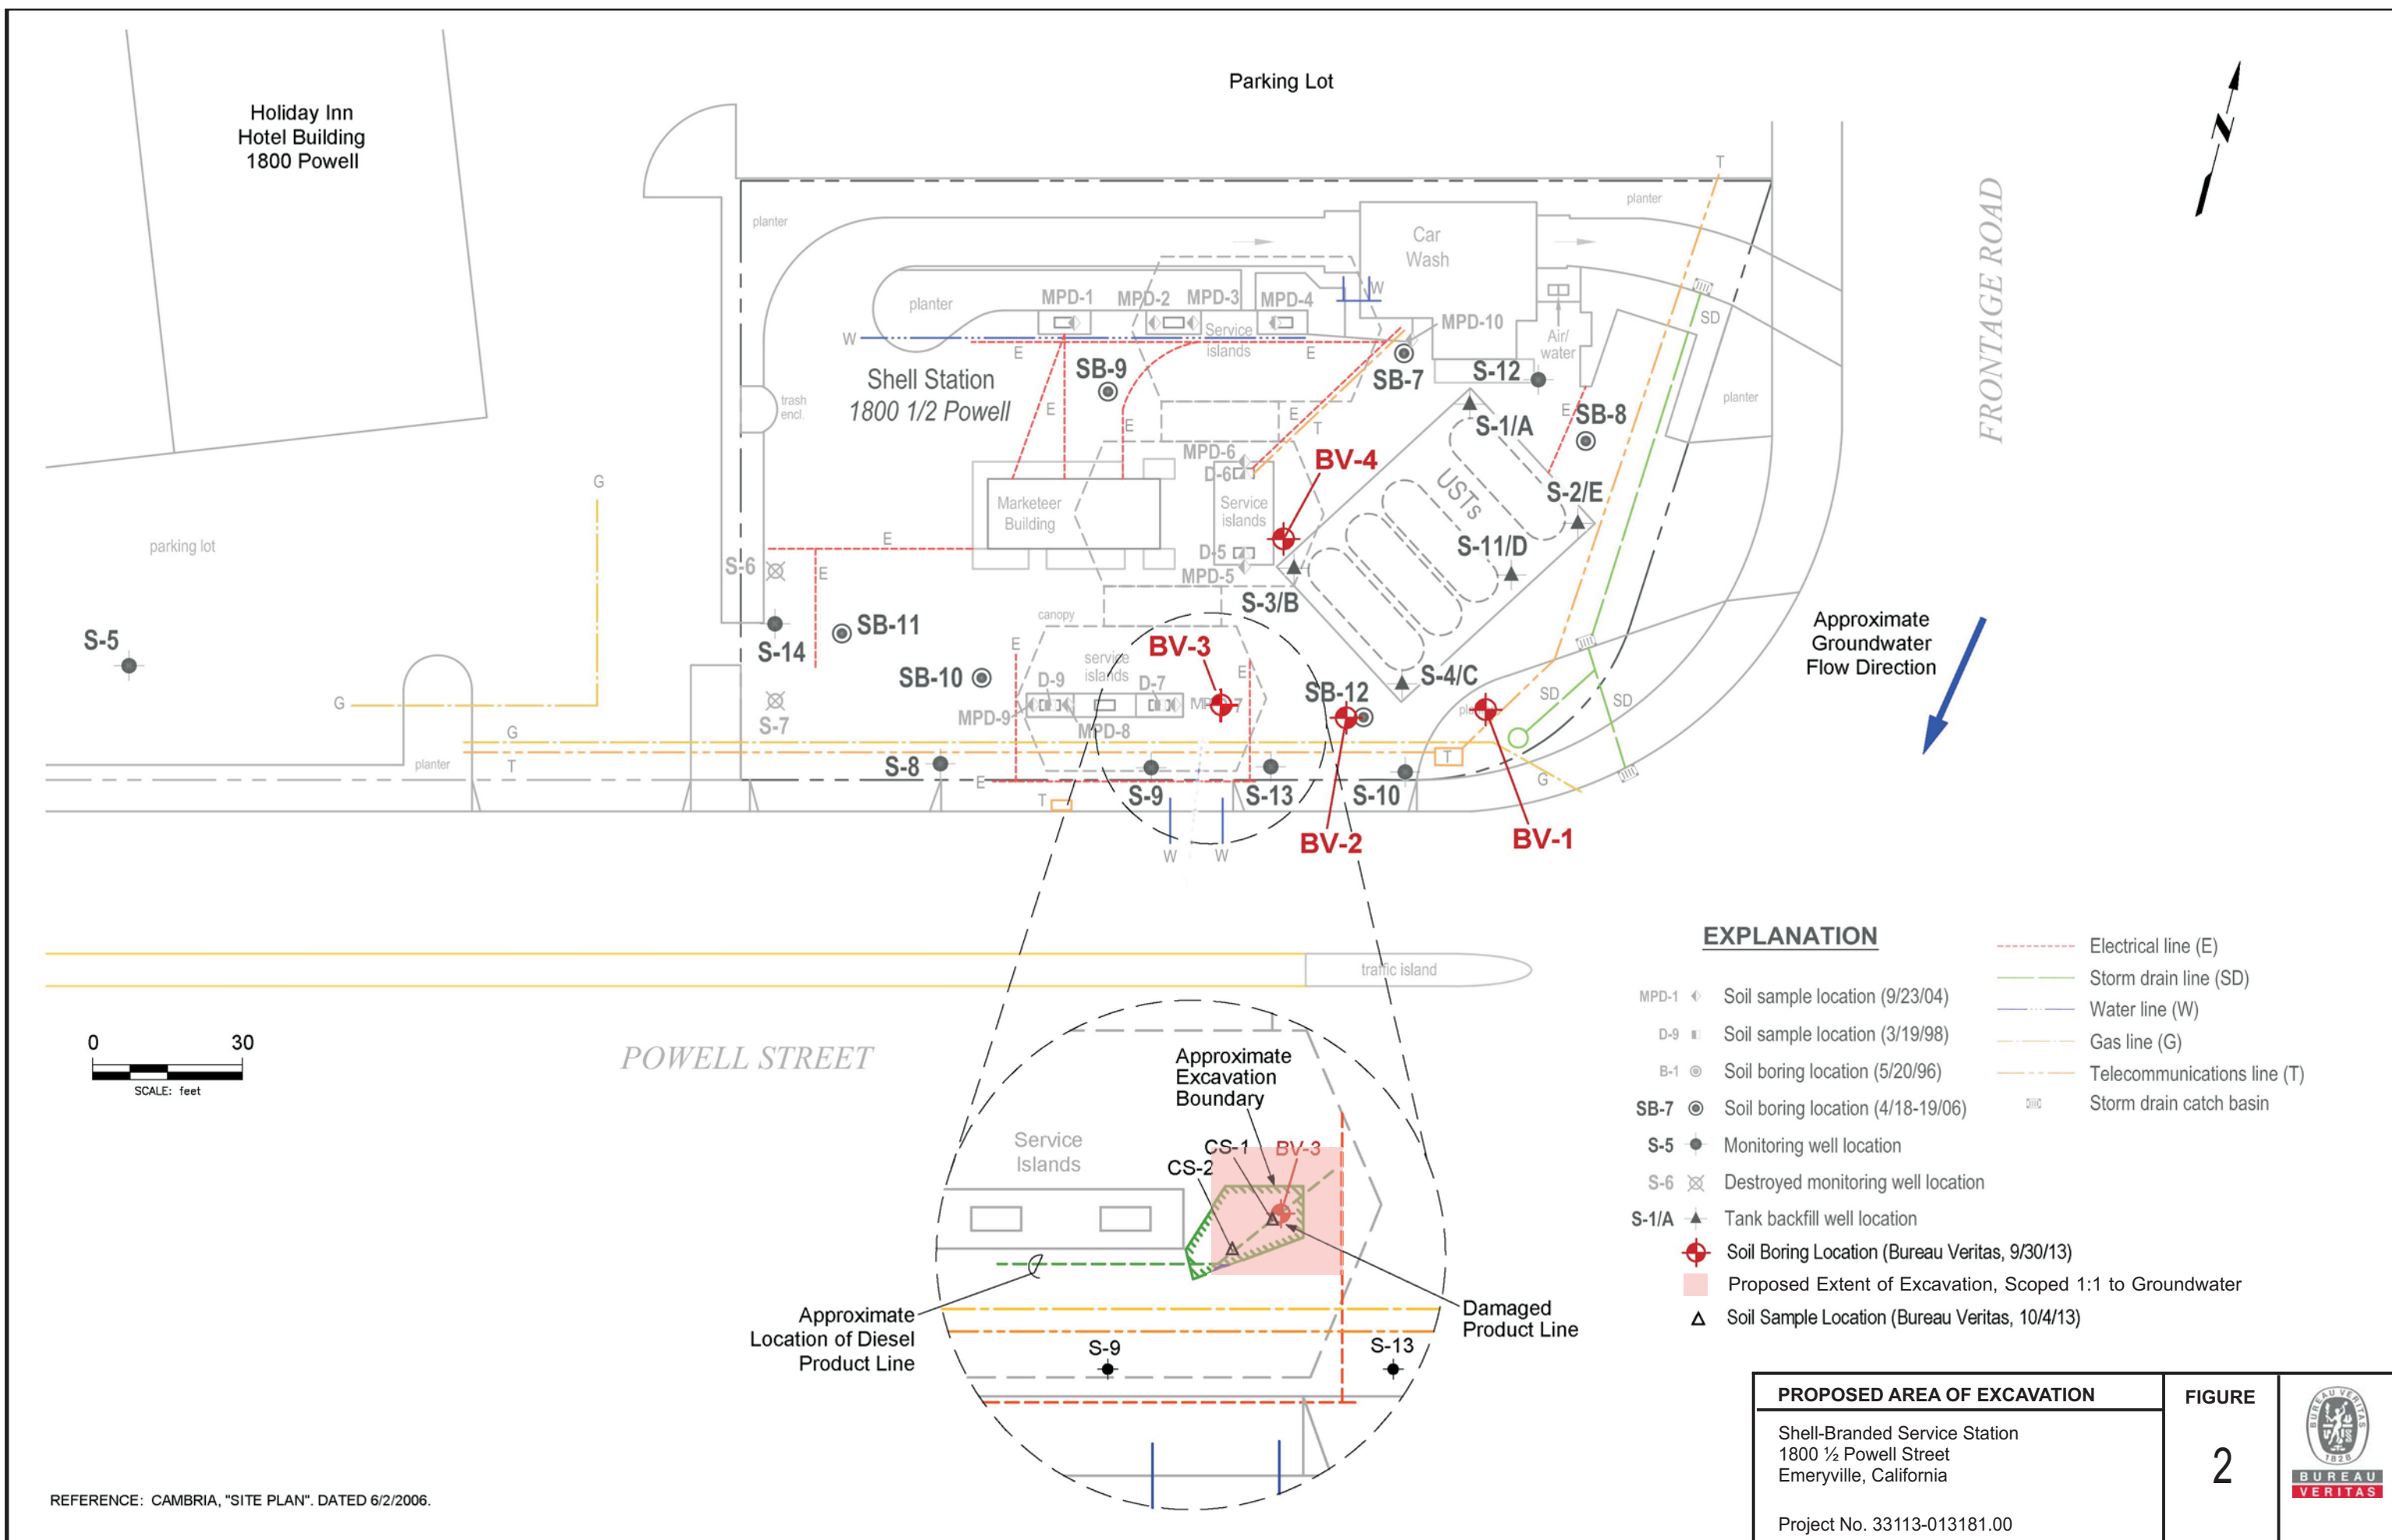 Parking Lot
Holiday Inn
Hotel Building
1800 Powell
N
FRONTAGE ROAD
T
planter
planter
Car
Wash
planter
MPD-1
MPD-2
MPD-3
MPD-4
W
SD
MPD-10
Service
islands
W
E
E
Air/
water
Shell Station
1800 1/2 Powell
SB-9
SB-7
S-12
trash
encl.
E
E
E
T
planter
E
SB-8
S-1/A
MPD-6
D-6
BV-4
G
USTs
S-2/E
Marketeer
Building
Service
islands
parking lot
E
S-11/D
D-5
S-6
E
MPD-5
S-3/B
canopy
SB-11
S-5
S-14
E
service
islands
BV-3
E
Approximate
Groundwater
Flow Direction
SB-10
D-9
D-7
S-4/C
SB-12
SD
SD
G
MPD-9
S-7
MPD-8
G
T
planter
T
S-8
E
T
S-9
S-13
S-10
G
W
W
BV-2
BV-1
traffic island
POWELL STREET
0 30
SCALE: feet
Approximate
Excavation
Boundary
Service
Islands
CS-1
BV-3
CS-2
Approximate
Location of Diesel
Product Line
Damaged
Product Line
S-9
S-13
EXPLANATION
MPD-1 Soil sample location (9/23/04)
D-9 Soil sample location (3/19/98)
B-1 Soil boring location (5/20/96)
SB-7 Soil boring location (4/18-19/06)
S-5 Monitoring well location
S-6 Destroyed monitoring well location
S-1/A Tank backfill well location
Soil Boring Location (Bureau Veritas, 9/30/13)
Proposed Extent of Excavation, Scoped 1:1 to Groundwater
Soil Sample Location (Bureau Veritas, 10/4/13)
Electrical line (E)
Storm drain line (SD)
Water line (W)
Gas line (G)
Telecommunications line (T)
Storm drain catch basin
REFERENCE: CAMBRIA, "SITE PLAN". DATED 6/2/2006.
PROPOSED AREA OF EXCAVATION
Shell-Branded Service Station
1800 ½ Powell Street
Emeryville, California
Project No. 33113-013181.00
FIGURE
2
BUREAU VERITAS
1828
BUREAU
VERITAS